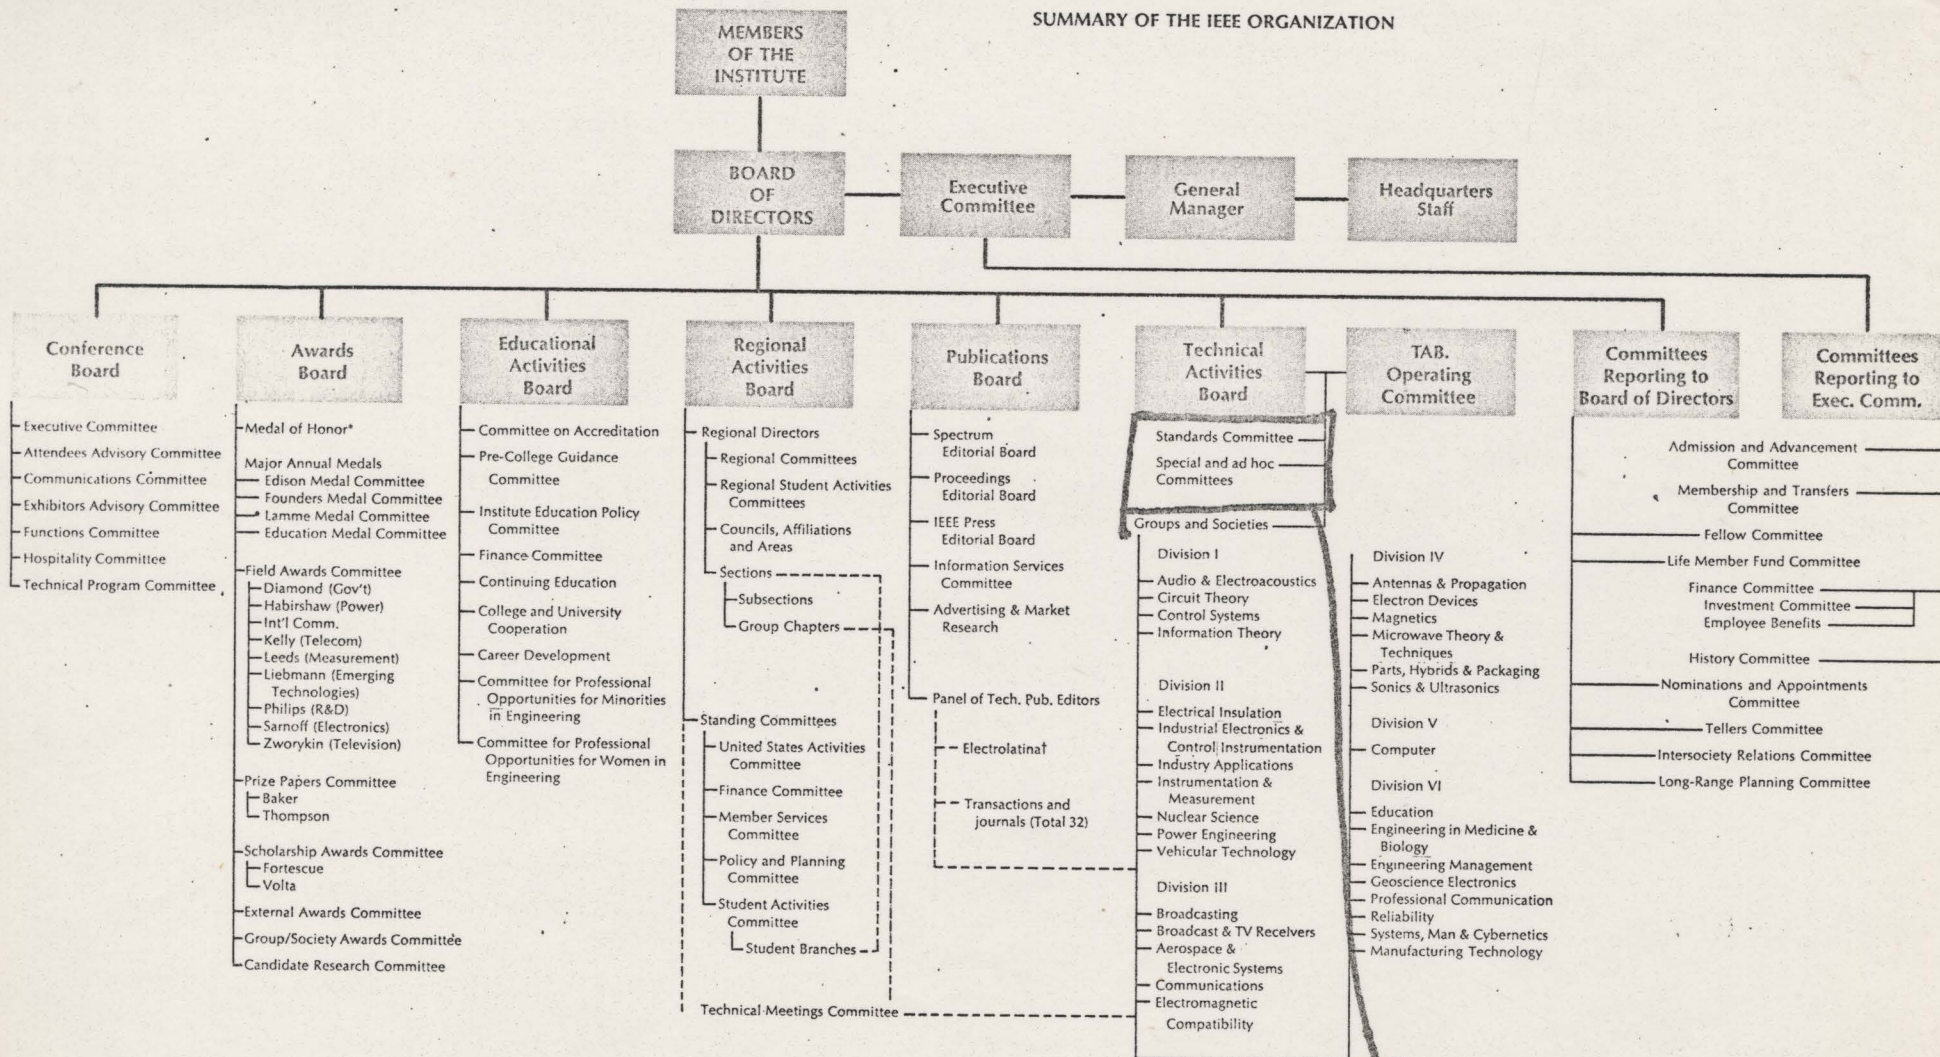 SUMMARY OF THE IEEE ORGANIZATION
MEMBERS
OF THE
INSTITUTE
BOARD
OF
DIRECTORS
Executive
Committee
General
Manager
Headquarters
Staff
Conference
Board
Executive Committee
Attendees Advisory Committee
Communications Committee
Exhibitors Advisory Committee
Functions Committee
Hospitality Committee
Technical Program Committee
Awards
Board
Medal of Honor*
Major Annual Medals
Edison Medal Committee
Founders Medal Committee
Lamme Medal Committee
Education Medal Committee
Field Awards Committee
Diamond (Gov't)
Habirshaw (Power)
Int'l Comm.
Kelly (Telecom)
Leeds (Measurement)
Liebmann (Emerging
Technologies)
Philips (R&D)
Sarnoff (Electronics)
Zworykin (Television)
Prize Papers Committee
Baker
Thompson
Scholarship Awards Committee
Fortescue
Volta
External Awards Committee
Group/Society Awards Committee
Candidate Research Committee
Educational
Activities
Board
Committee on Accreditation
Pre-College Guidance
Committee
Institute Education Policy
Committee
Finance Committee
Continuing Education
College and University
Cooperation
Career Development
Committee for Professional
Opportunities for Minorities
in Engineering
Committee for Professional
Opportunities for Women in
Engineering
Regional
Activities
Board
Regional Directors
Regional Committees
Regional Student Activities
Committees
Councils, Affiliations
and Areas
Sections
Subsections
Group Chapters
Standing Committees
United States Activities
Committee
Finance Committee
Member Services
Committee
Policy and Planning
Committee
Student Activities
Committee
Student Branches
Technical Meetings Committee
Publications
Board
Spectrum
Editorial Board
Proceedings
Editorial Board
IEEE Press
Editorial Board
Information Services
Committee
Advertising & Market
Research
Panel of Tech. Pub. Editors
Electrolatina†
Transactions and
journals (Total 32)
Technical
Activities
Board
Standards Committee
Special and ad hoc
Committees
Groups and Societies
Division I
Audio & Electroacoustics
Circuit Theory
Control Systems
Information Theory
Division II
Electrical Insulation
Industrial Electronics &
Control Instrumentation
Industry Applications
Instrumentation &
Measurement
Nuclear Science
Power Engineering
Vehicular Technology
Division III
Broadcasting
Broadcast & TV Receivers
Aerospace &
Electronic Systems
Communications
Electromagnetic
Compatibility
TAB.
Operating
Committee
Division IV
Antennas & Propagation
Electron Devices
Magnetics
Microwave Theory &
Techniques
Parts, Hybrids & Packaging
Sonics & Ultrasonics
Division V
Computer
Division VI
Education
Engineering in Medicine &
Biology
Engineering Management
Geoscience Electronics
Professional Communication
Reliability
Systems, Man & Cybernetics
Manufacturing Technology
Committees
Reporting to
Board of Directors
Committees
Reporting to
Exec. Comm.
Admission and Advancement
Committee
Membership and Transfers
Committee
Fellow Committee
Life Member Fund Committee
Finance Committee
Investment Committee
Employee Benefits
History Committee
Nominations and Appointments
Committee
Tellers Committee
Intersociety Relations Committee
Long-Range Planning Committee